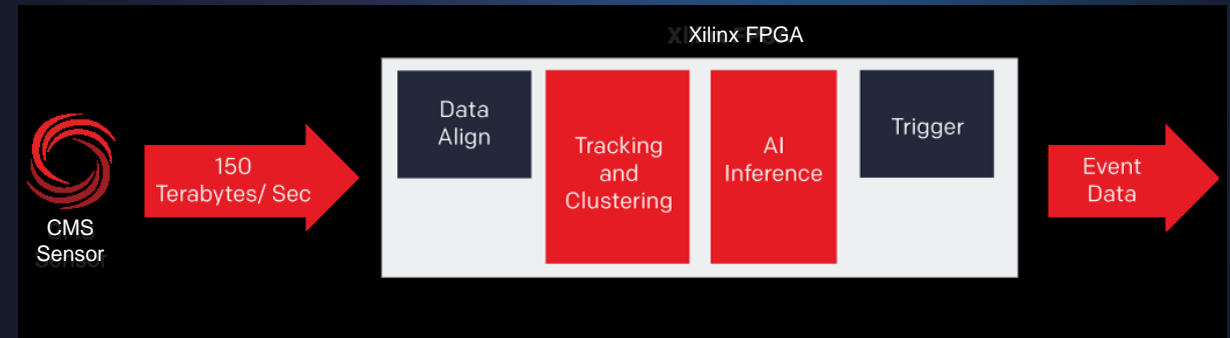 Xilinx FPGA
Data
Align
Tracking
and
Clustering
AI
Inference
Trigger
150
Terabytes/ Sec
Event
Data
CMS
Sensor